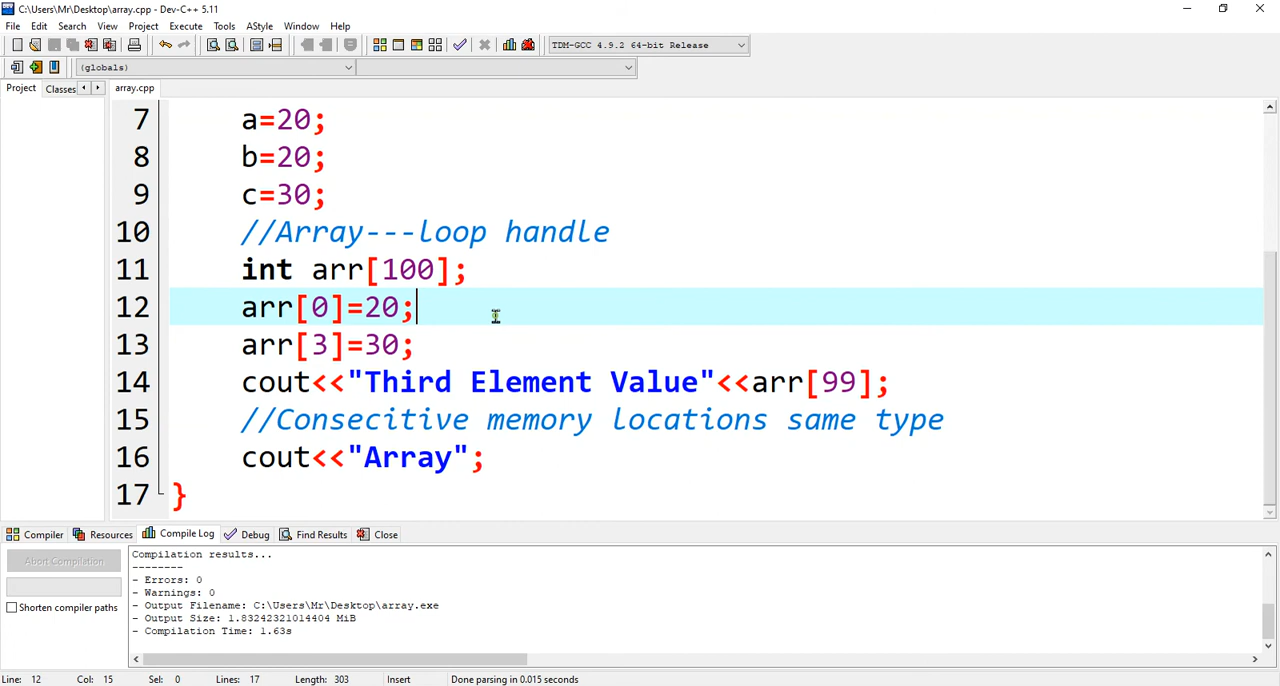 C:\Users\Mr\Desktop\array.cpp - Dev-C++ 5.11
File Edit Search View Project Execute Tools AStyle Window Help
TDM-GCC 4.9.2 64-bit Release
(globals)
Project Classes array.cpp
7 a=20;
8 b=20;
9 c=30;
10 //Array---loop handle
11 int arr[100];
12 arr[0]=20;
13 arr[3]=30;
14 cout<<"Third Element Value"<<arr[99];
15 //Consecitive memory locations same type
16 cout<<"Array";
17 }
Compiler Resources Compile Log Debug Find Results Close
Abort Compilation
Shorten compiler paths
Compilation results...
--------
- Errors: 0
- Warnings: 0
- Output Filename: C:\Users\Mr\Desktop\array.exe
- Output Size: 1.83242321014404 MiB
- Compilation Time: 1.63s
Line: 12 Col: 15 Sel: 0 Lines: 17 Length: 303 Insert Done parsing in 0.015 seconds